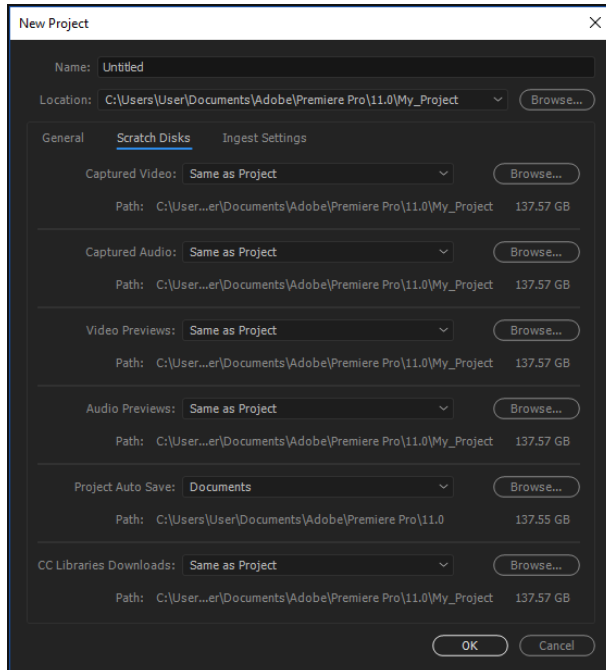 New Project
Name: Untitled
Location: C:\Users\User\Documents\Adobe\Premiere Pro\11.0\My_Project Browse...
General Scratch Disks Ingest Settings
Captured Video: Same as Project Browse...
Path: C:\User...er\Documents\Adobe\Premiere Pro\11.0\My_Project 137.57 GB
Captured Audio: Same as Project Browse...
Path: C:\User...er\Documents\Adobe\Premiere Pro\11.0\My_Project 137.57 GB
Video Previews: Same as Project Browse...
Path: C:\User...er\Documents\Adobe\Premiere Pro\11.0\My_Project 137.57 GB
Audio Previews: Same as Project Browse...
Path: C:\User...er\Documents\Adobe\Premiere Pro\11.0\My_Project 137.57 GB
Project Auto Save: Documents Browse...
Path: C:\Users\User\Documents\Adobe\Premiere Pro\11.0 137.55 GB
CC Libraries Downloads: Same as Project Browse...
Path: C:\User...er\Documents\Adobe\Premiere Pro\11.0\My_Project 137.57 GB
OK Cancel